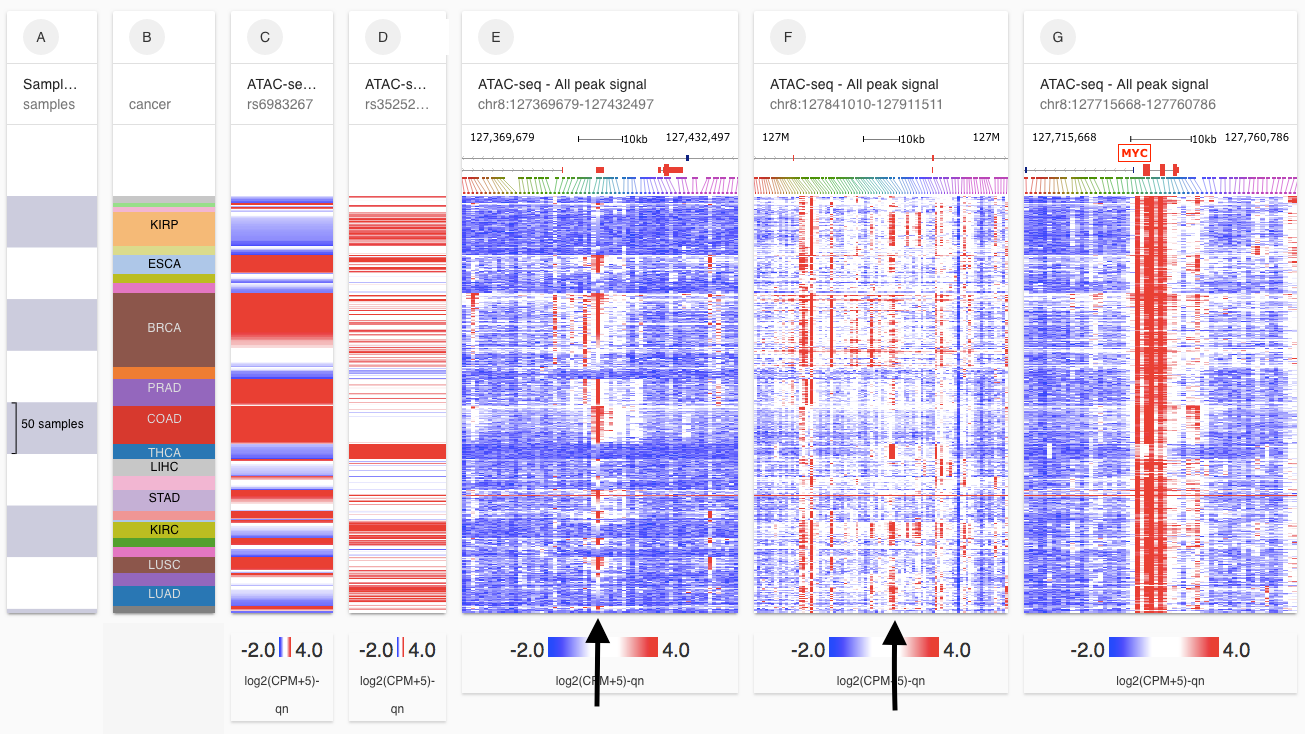 A
B
C
D
E
F
G
Sampl…
samples
cancer
ATAC-se…
rs6983267
ATAC-s…
rs35252…
ATAC-seq - All peak signal
chr8:127369679-127432497
ATAC-seq - All peak signal
chr8:127841010-127911511
ATAC-seq - All peak signal
chr8:127715668-127760786
127,369,679
10kb
127,432,497
127M
10kb
127M
127,715,668
10kb
127,760,786
MYC
KIRP
ESCA
BRCA
PRAD
COAD
50 samples
THCA
LIHC
STAD
KIRC
LUSC
LUAD
-2.0 4.0
log2(CPM+5)-
qn
-2.0 4.0
log2(CPM+5)-
qn
-2.0 4.0
log2(CPM+5)-qn
-2.0 4.0
log2(CPM+5)-qn
-2.0 4.0
log2(CPM+5)-qn